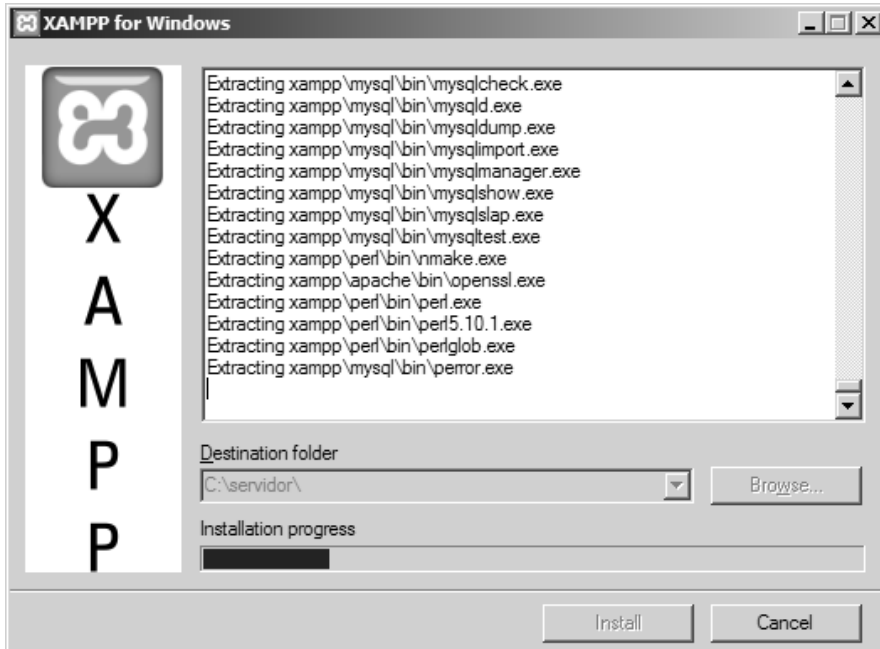 XAMPP for Windows
X
A
M
P
P
Extracting xampp\mysql\bin\mysqlcheck.exe
Extracting xampp\mysql\bin\mysqld.exe
Extracting xampp\mysql\bin\mysqldump.exe
Extracting xampp\mysql\bin\mysqlimport.exe
Extracting xampp\mysql\bin\mysqlmanager.exe
Extracting xampp\mysql\bin\mysqlshow.exe
Extracting xampp\mysql\bin\mysqlslap.exe
Extracting xampp\mysql\bin\mysqltest.exe
Extracting xampp\perl\bin\nmake.exe
Extracting xampp\apache\bin\openssl.exe
Extracting xampp\perl\bin\perl.exe
Extracting xampp\perl\bin\perl5.10.1.exe
Extracting xampp\perl\bin\perlglob.exe
Extracting xampp\mysql\bin\perror.exe
Destination folder
C:\servidor\
Browse...
Installation progress
Install
Cancel